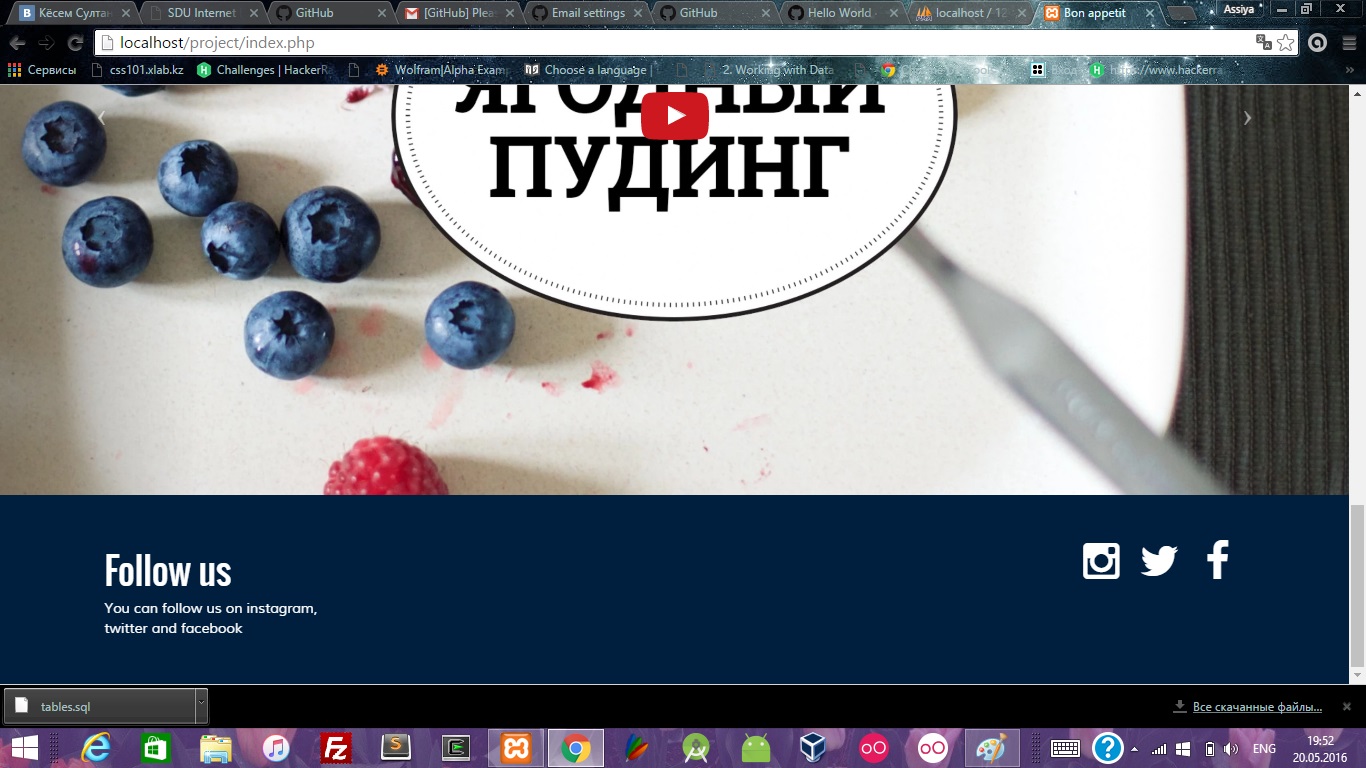 Кёсем Султан
SDU Internet
GitHub
[GitHub] Plea
Email settings
GitHub
Hello World
localhost / 12
Bon appetit
Assiya
localhost/project/index.php
Сервисы
css101.xlab.kz
Challenges | HackerR
Wolfram|Alpha Examp
Choose a language |
2. Working with Data
Вход
https://www.hackerra
ЯГОДНЫЙ
ПУДИНГ
Follow us
You can follow us on instagram,
twitter and facebook
tables.sql
Все скачанные файлы...
ENG
19:52
20.05.2016